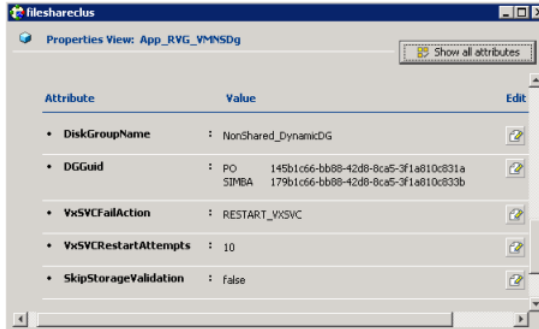 fileshareclus
Properties View: App_RVG_VMNSDg
Show all attributes
Attribute Value Edit
• DiskGroupName : NonShared_DynamicDG
• DGGuid : PO 145b1c66-bb88-42d8-8ca5-3f1a810c831a
SIMBA 179b1c66-bb88-42d8-8ca5-3f1a810c833b
• VxSVCFailAction : RESTART_VXSVC
• VxSVCRestartAttempts : 10
• SkipStorageValidation : false